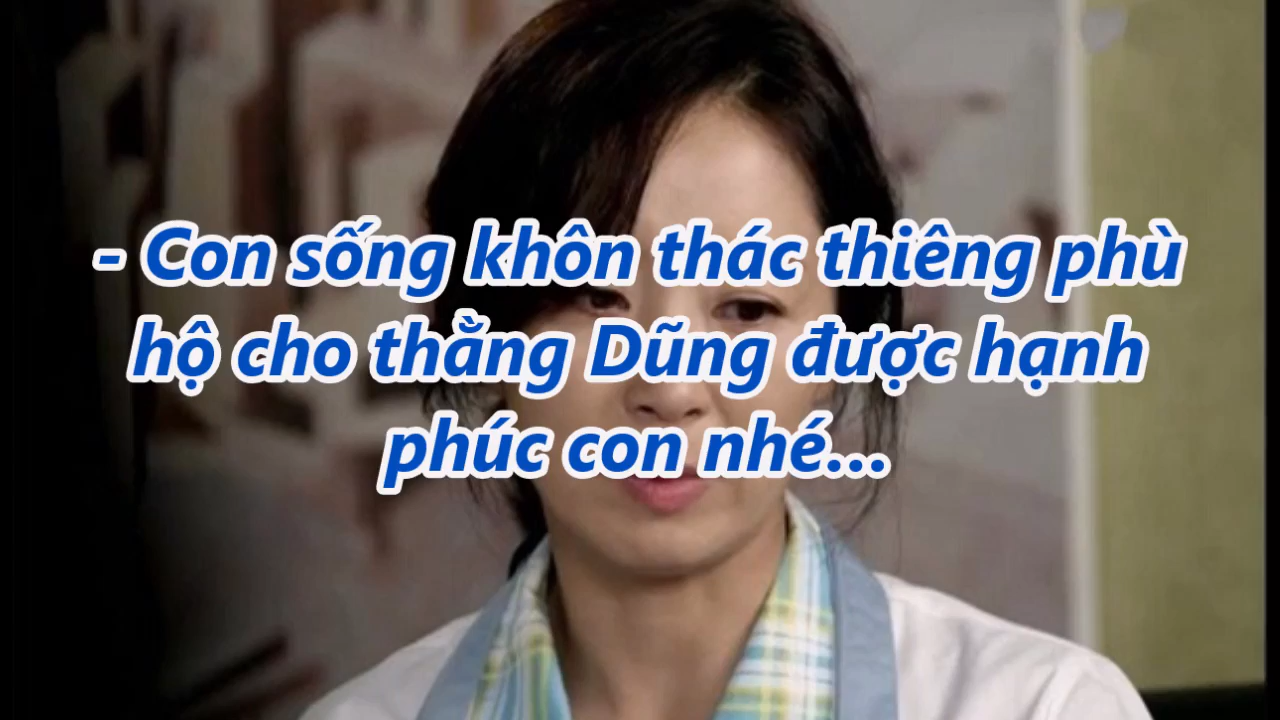 - Con sống khôn thác thiêng phù
hộ cho thằng Dũng được hạnh
phúc con nhé...